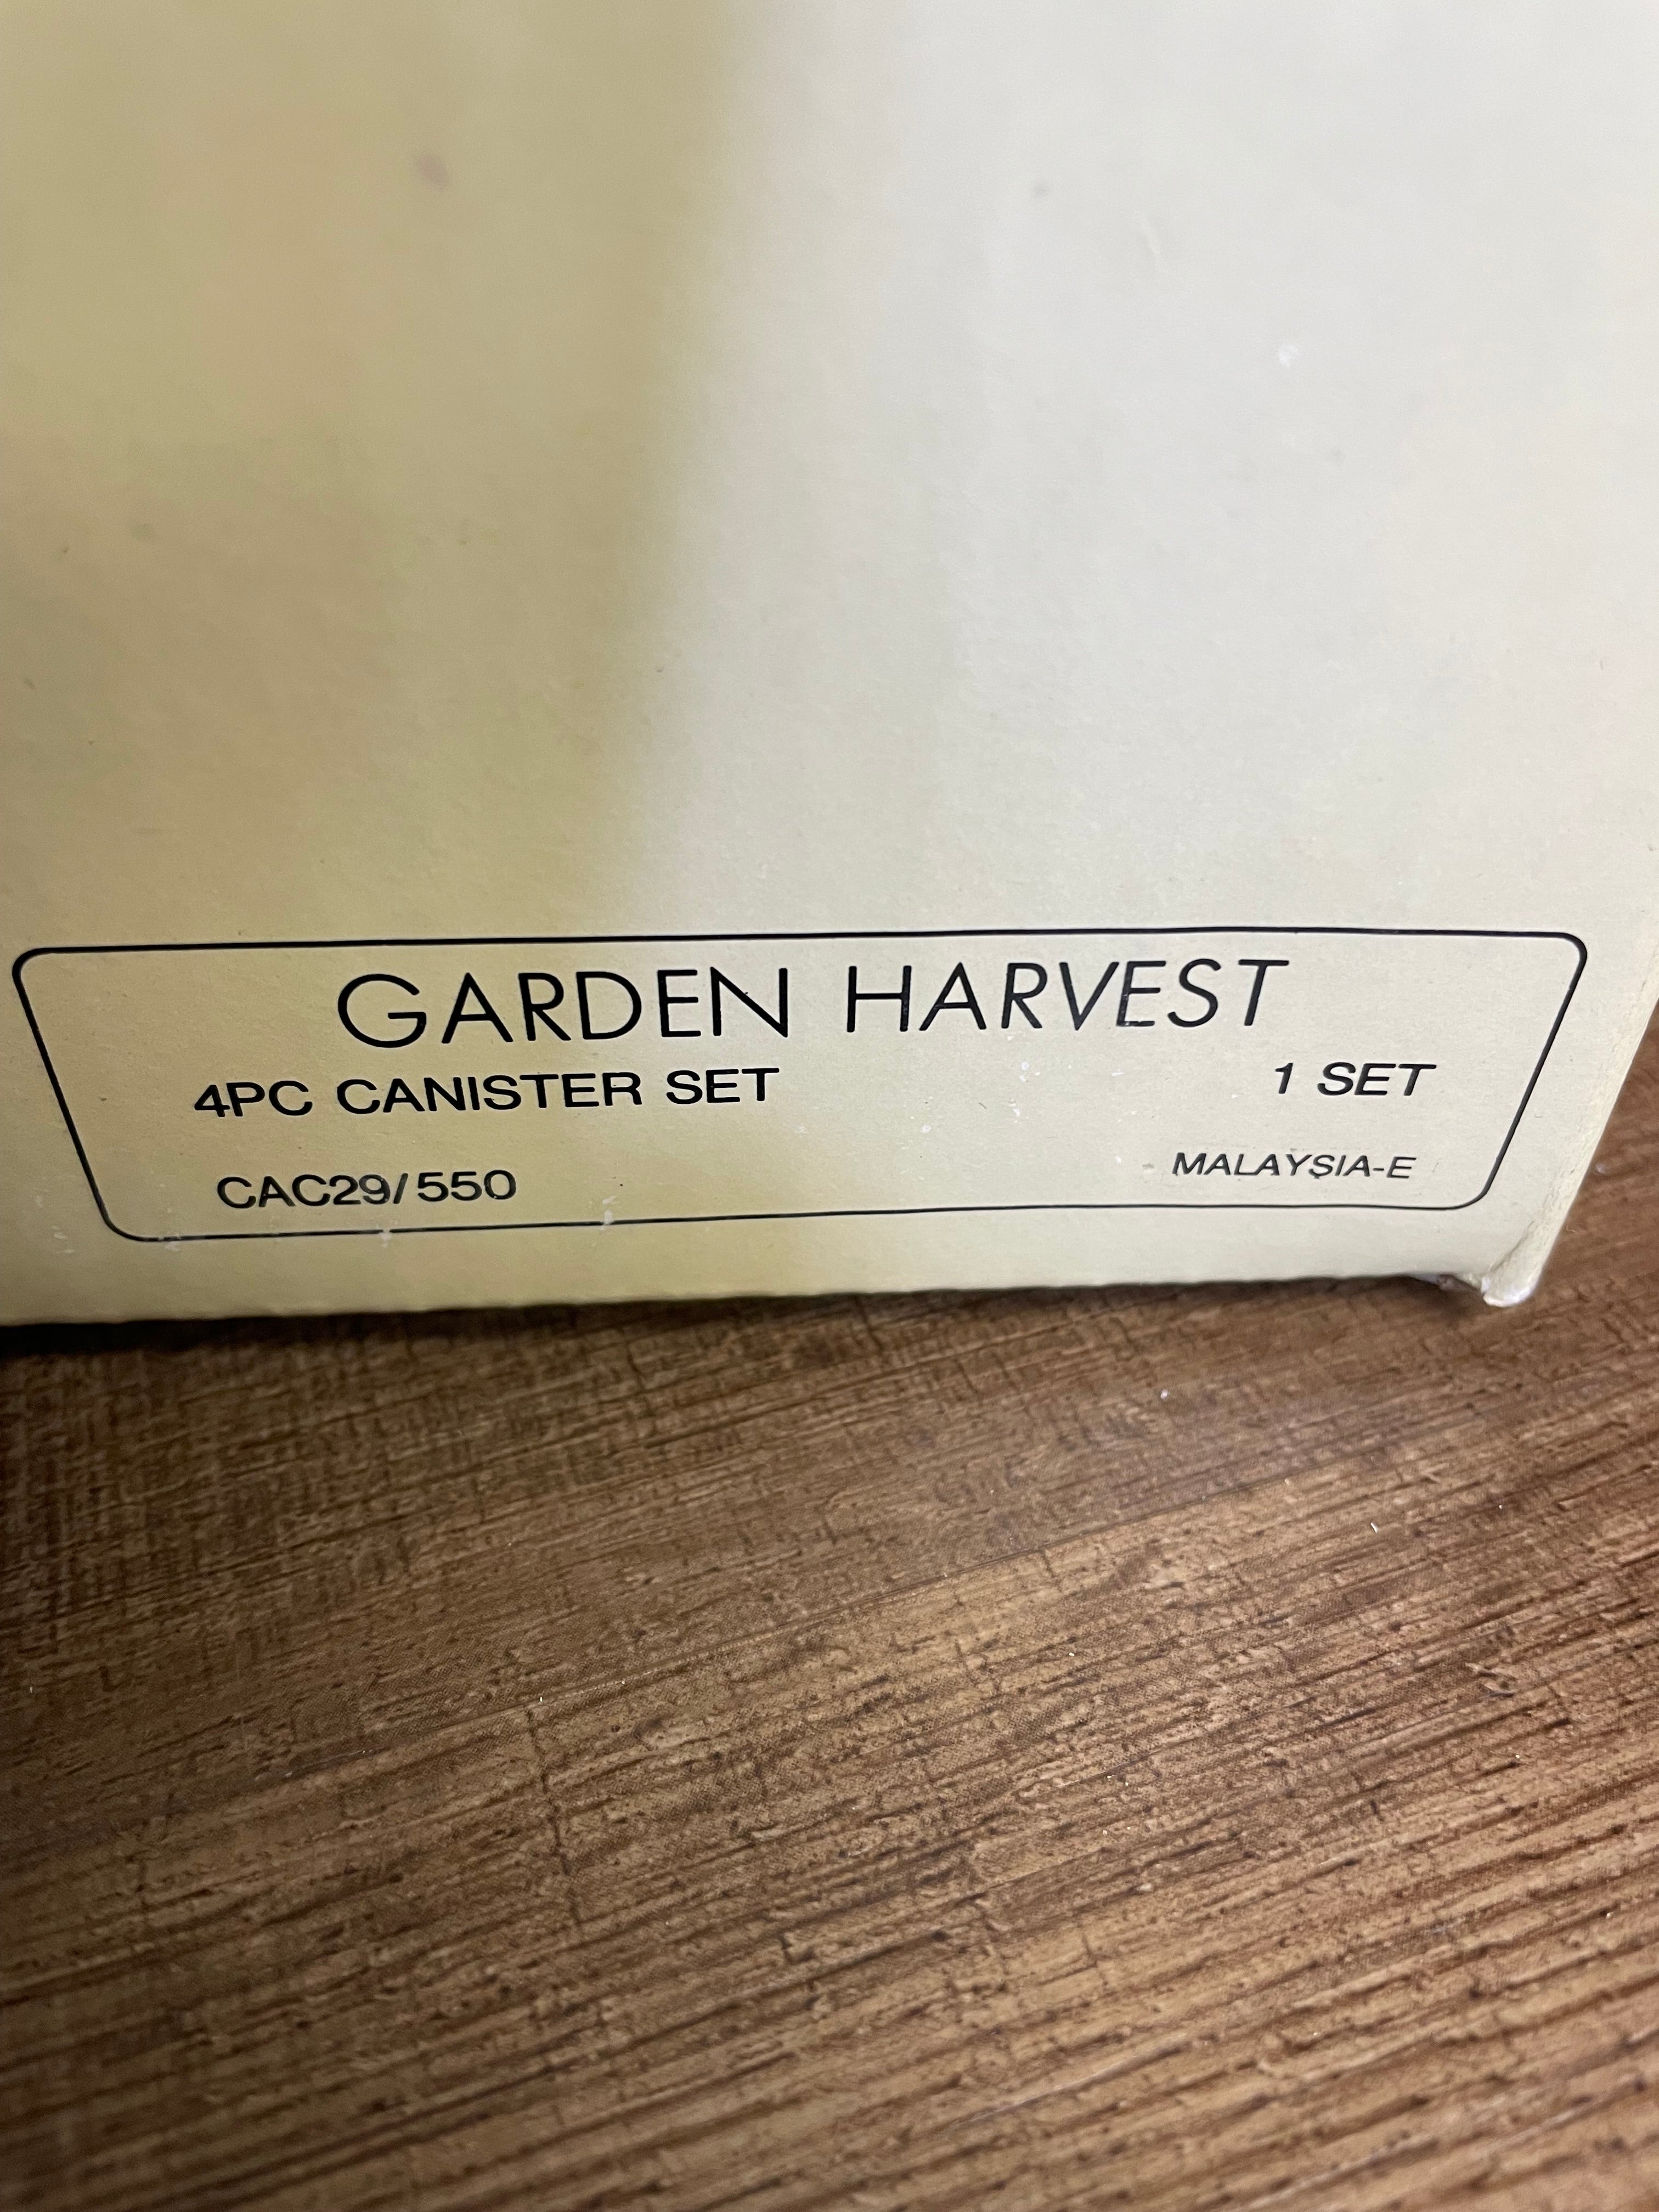 GARDEN HARVEST
4PC CANISTER SET 1 SET
CAC29/550 MALAYSIA-E